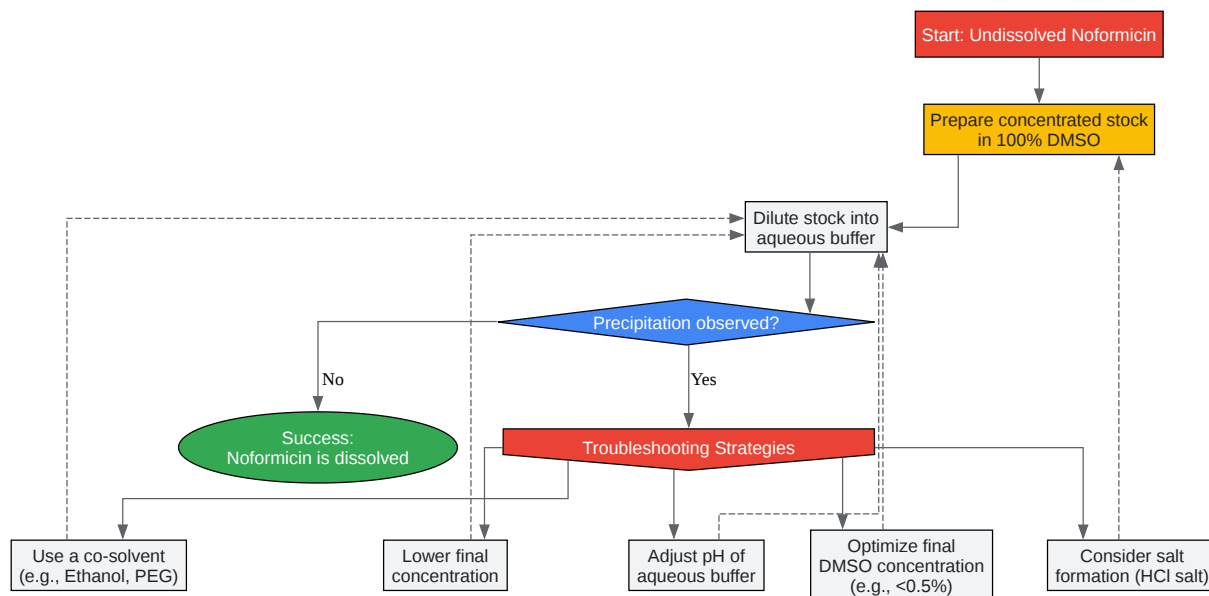 Start: Undissolved Noformicin
Prepare concentrated stock
in 100% DMSO
Dilute stock into
aqueous buffer
Precipitation observed?
No
Yes
Success:
Noformicin is dissolved
Troubleshooting Strategies
Use a co-solvent
(e.g., Ethanol, PEG)
Lower final
concentration
Adjust pH of
aqueous buffer
Optimize final
DMSO concentration
(e.g., <0.5%)
Consider salt
formation (HCl salt)